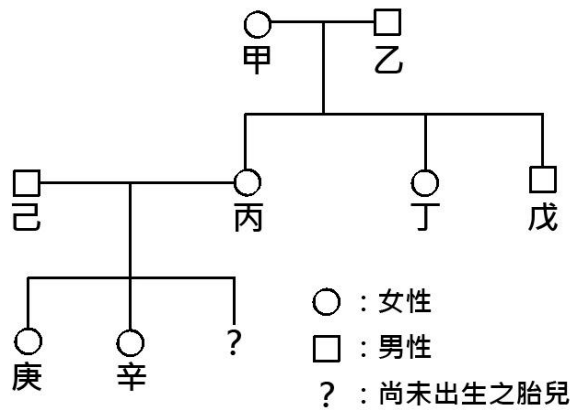 甲 乙
己 丙 丁 戊
庚 辛 ?
○：女性
□：男性
?：尚未出生之胎兒